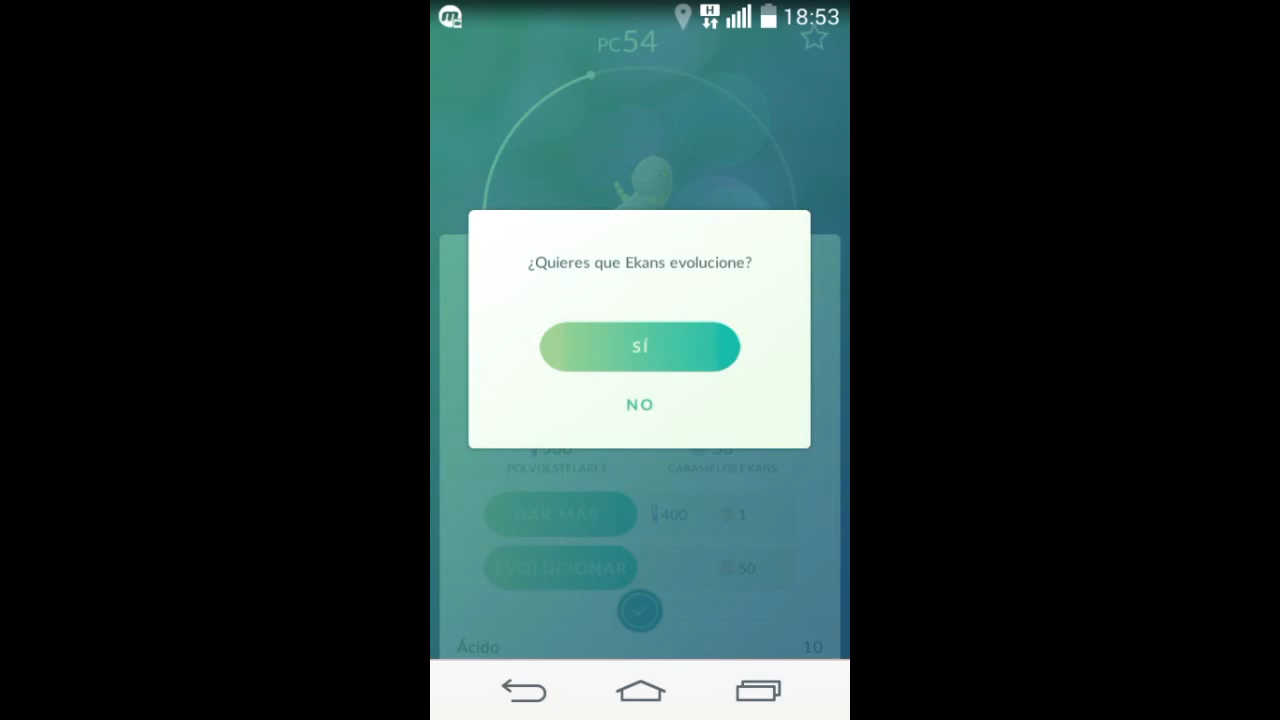 H
18:53
PC54
¿Quieres que Ekans evolucione?
SÍ
NO
POLVOESTELARES
CARAMELOS EKANS
DAR MÁS
400
1
EVOLUCIONAR
50
Ácido
10